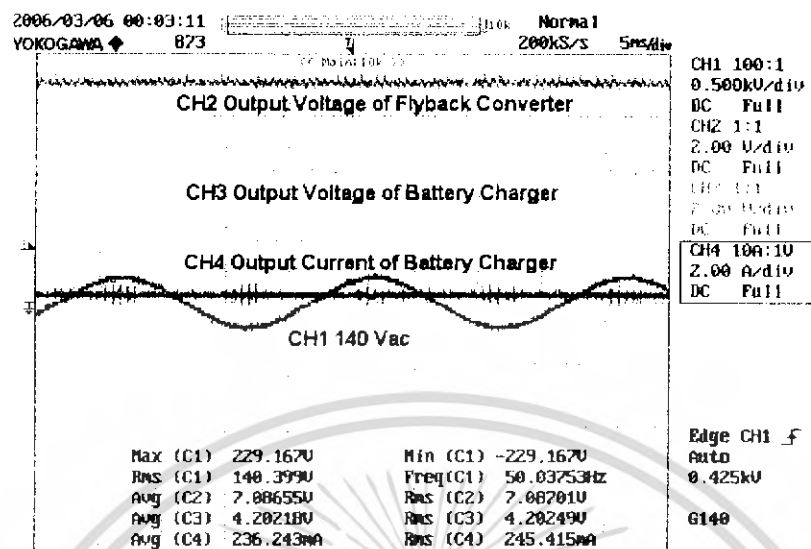 2006/03/06 00:03:11
10k
Normal
YOKOGAWA ◆ 873
200kS/s 5ms/div
CH1 100:1
0.500kV/div
DC Full
CH2 1:1
2.00 V/div
DC Full
1:1
DC Full
CH4 10A:1V
2.00 A/div
DC Full
CH2 Output Voltage of Flyback Converter
CH3 Output Voltage of Battery Charger
CH4 Output Current of Battery Charger
CH1 140 Vac
Edge CH1
Auto
0.425kV
G140
Max (C1) 229.167V Min (C1) -229.167V
Rms (C1) 140.399V Freq(C1) 50.03753Hz
Avg (C2) 7.08655V Rms (C2) 7.08701V
Avg (C3) 4.20218V Rms (C3) 4.20249V
Avg (C4) 236.243mA Rms (C4) 245.415mA